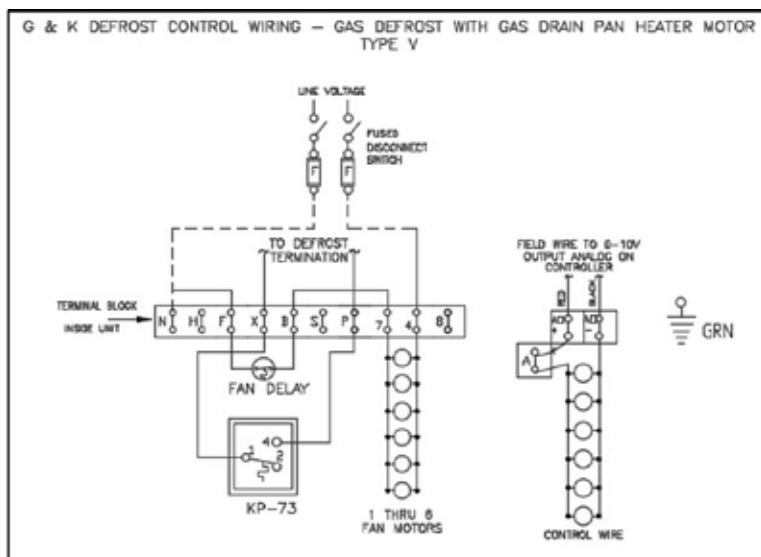 G & K DEFROST CONTROL WIRING – GAS DEFROST WITH GAS DRAIN PAN HEATER MOTOR
TYPE V
LINE VOLTAGE
FUSED
DISCONNECT
SWITCH
F F
TO DEFROST
TERMINATION
TERMINAL BLOCK
INSIDE UNIT
N H F X B S P 7 4 8
FAN DELAY
4
1 2
KP-73
1 THRU 6
FAN MOTORS
FIELD WIRE TO 0-10V
OUTPUT ANALOG ON
CONTROLLER
RED
BLACK
AO AO
+ -
A
CONTROL WIRE
GRN